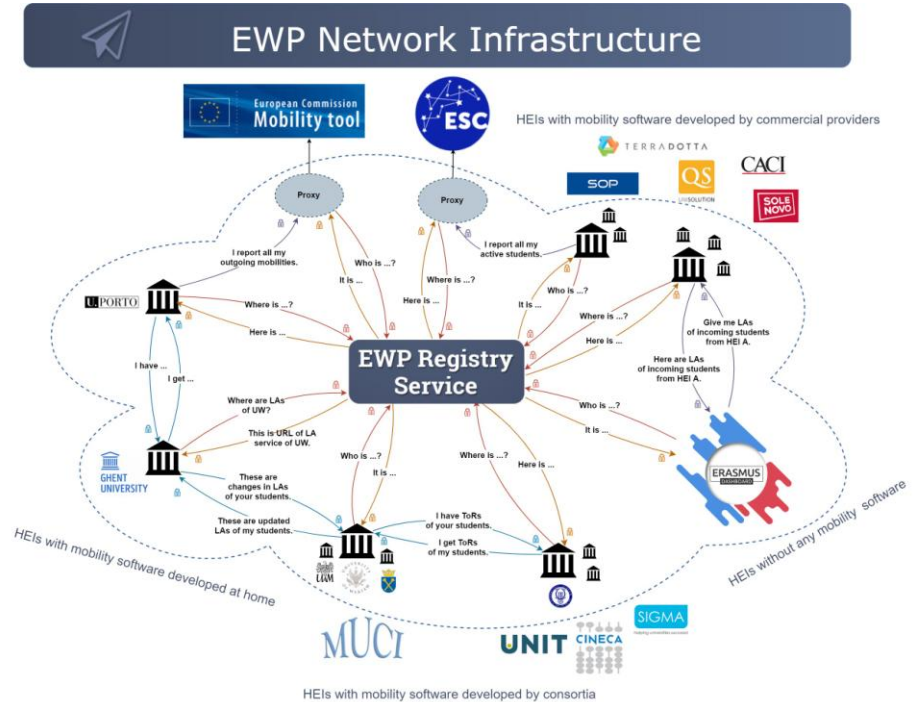 EWP Network Infrastructure
European Commission
Mobility tool
ESC
HEIs with mobility software developed by commercial providers
TERRADOTTA
SOP
QS
UNISOLUTION
CACI
SOLE
NOVO
Proxy
Proxy
I report all my
outgoing mobilities.
Who is ...?
It is ...
Where is ...?
Here is ...
I report all my
active students.
Who is ...?
It is ...
U.PORTO
Where is ...?
Here is ...
Where is ...?
Here is ...
Give me LAs
of incoming students
from HEI A.
Here are LAs
of incoming students
from HEI A.
EWP Registry
Service
I have ...
I get ...
Where are LAs
of UW?
This is URL of LA
service of UW.
Who is ...?
It is ...
Who is ...?
It is ...
Where is ...?
Here is ...
GHENT
UNIVERSITY
ERASMUS
DASHBOARD
These are
changes in LAs
of your students.
These are updated
LAs of my students.
I have ToRs
of your students.
I get ToRs
of my students.
HEIs with mobility software developed at home
HEIs without any mobility software
UAM
MUCI
UNIT
CINECA
SIGMA
HEIs with mobility software developed by consortia